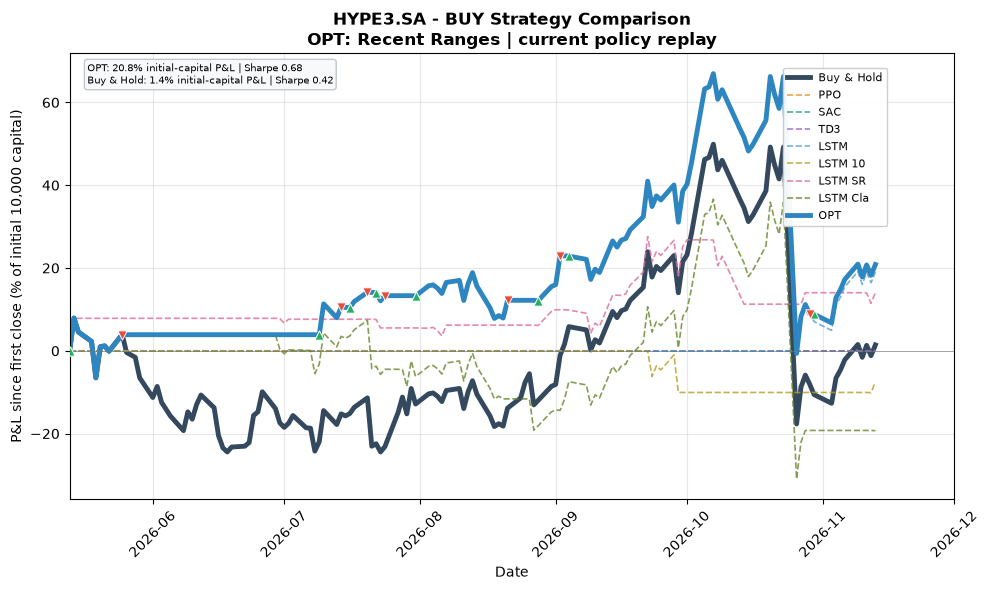 HYPE3.SA - BUY Strategy Comparison
OPT: Recent Ranges | current policy replay
OPT: 20.8% initial-capital P&L | Sharpe 0.68
Buy & Hold: 1.4% initial-capital P&L | Sharpe 0.42
Buy & Hold
PPO
SAC
TD3
LSTM
LSTM 10
LSTM SR
LSTM Cla
OPT
P&L since first close (% of initial 10,000 capital)
60
40
20
0
−20
2026-06
2026-07
2026-08
2026-09
2026-10
2026-11
2026-12
Date